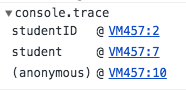 ▼console.trace
studentID @ VM457:2
student @ VM457:7
(anonymous) @ VM457:10